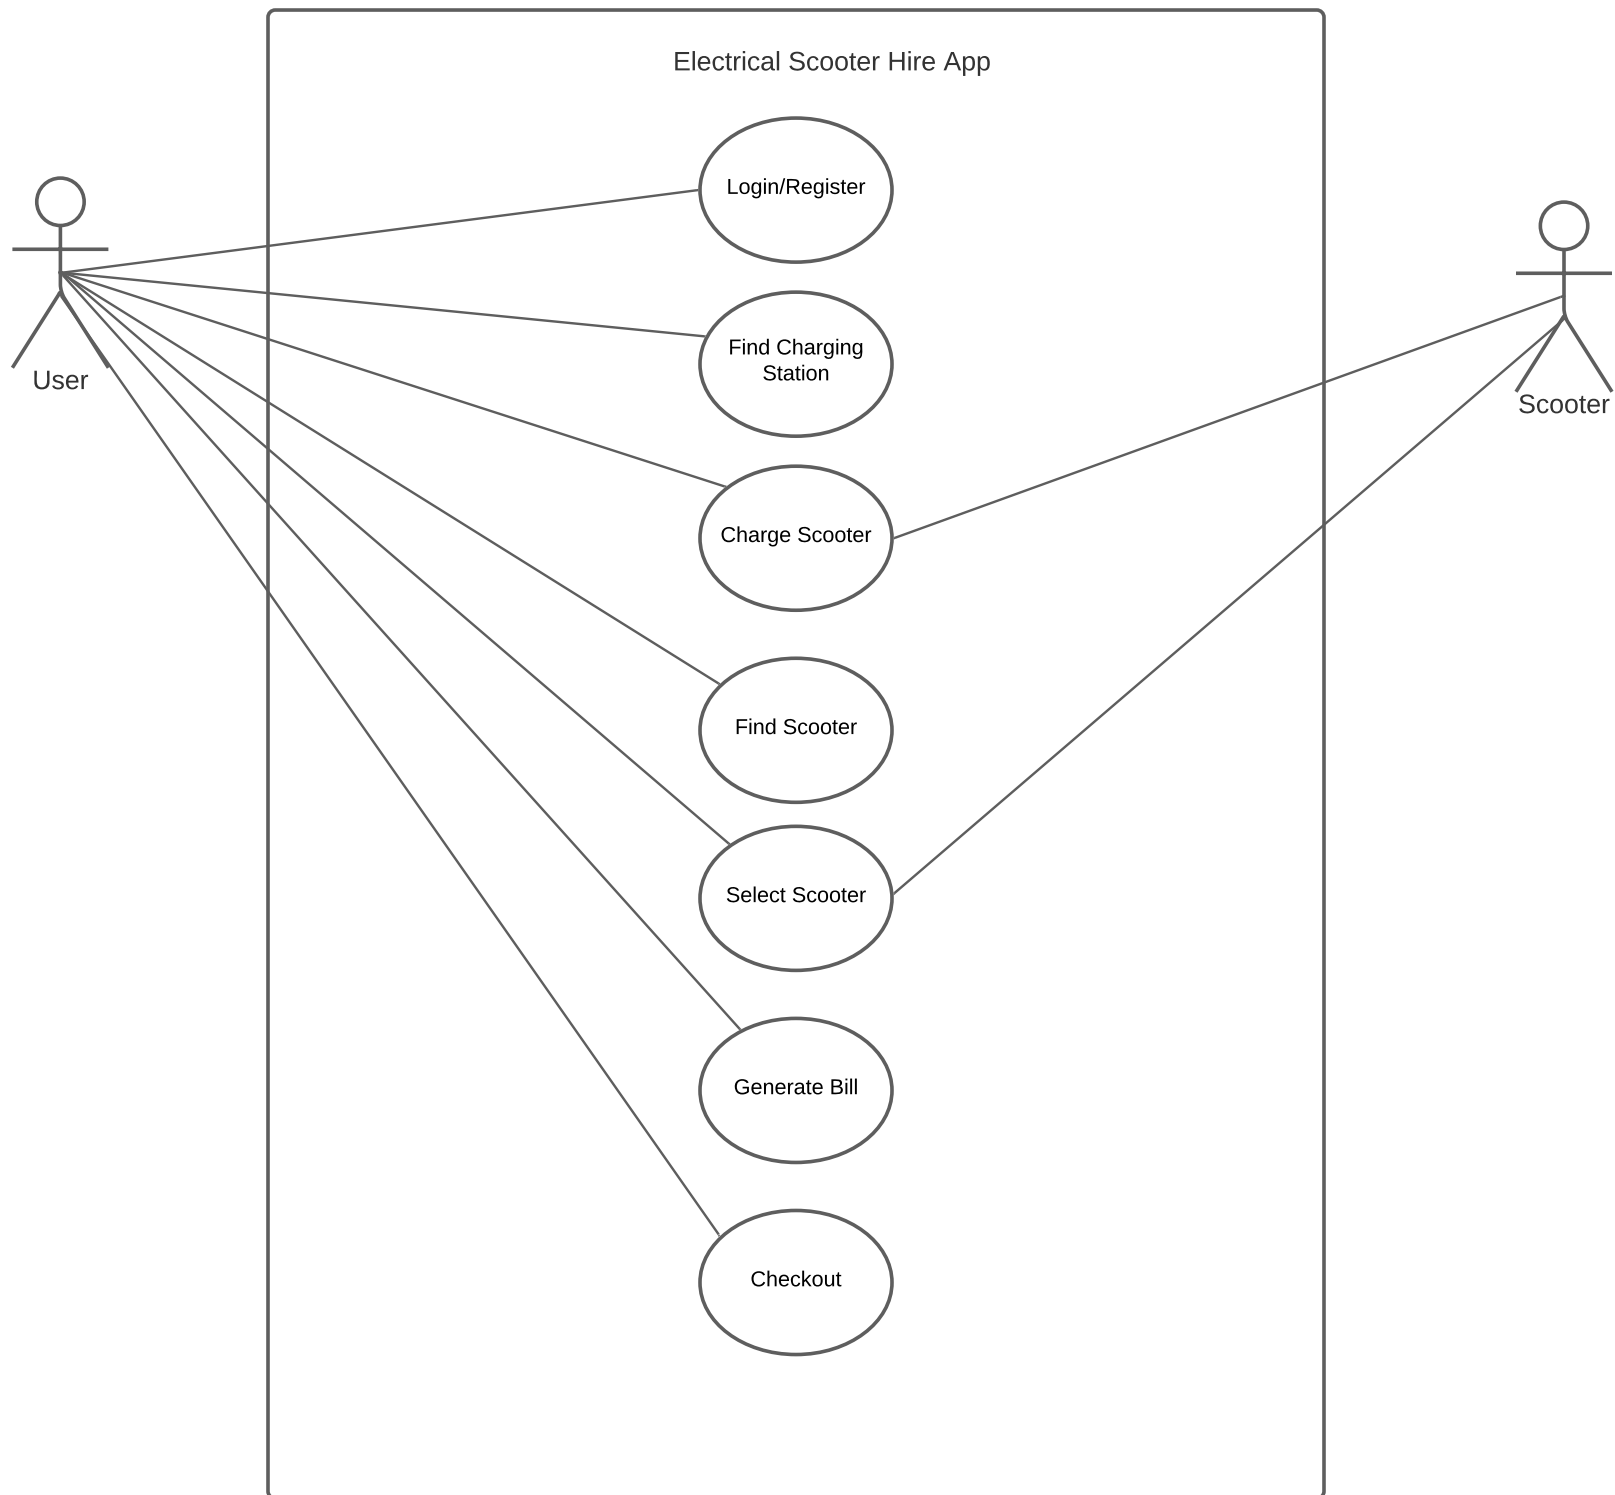 Electrical Scooter Hire App
Login/Register
User
Find Charging
Station
Scooter
Charge Scooter
Find Scooter
Select Scooter
Generate Bill
Checkout